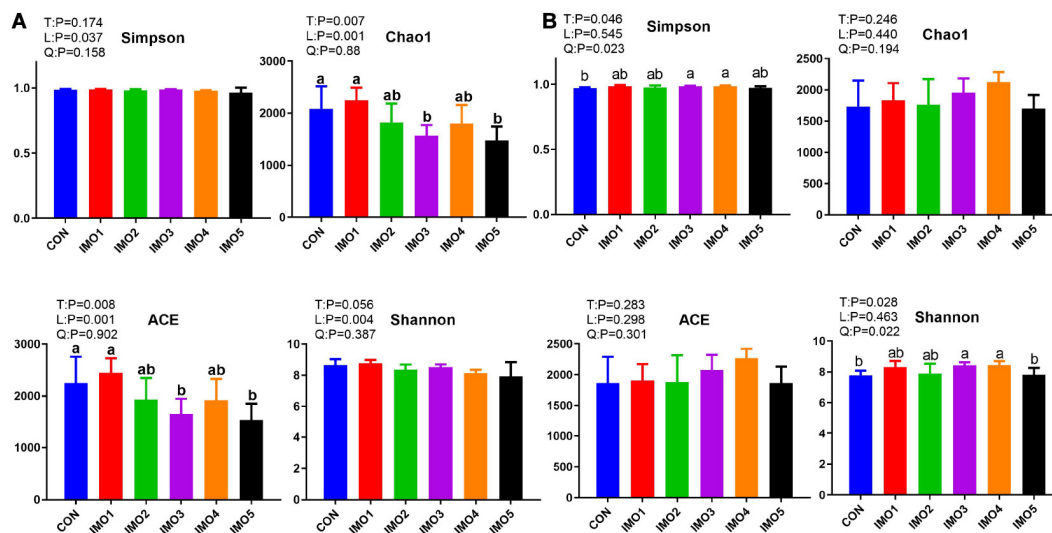 A
T:P=0.174
L:P=0.037
Q:P=0.158
Simpson
1.0
0.5
0.0
CON
IMO1
IMO2
IMO3
IMO4
IMO5
T:P=0.007
L:P=0.001
Q:P=0.88
Chao1
a a ab b ab b
3000
2000
1000
0
CON
IMO1
IMO2
IMO3
IMO4
IMO5
B
T:P=0.046
L:P=0.545
Q:P=0.023
Simpson
b ab ab a a ab
1.0
0.5
0.0
CON
IMO1
IMO2
IMO3
IMO4
IMO5
T:P=0.246
L:P=0.440
Q:P=0.194
Chao1
2500
2000
1500
1000
500
0
CON
IMO1
IMO2
IMO3
IMO4
IMO5
T:P=0.008
L:P=0.001
Q:P=0.902
ACE
a a ab b ab b
3000
2000
1000
0
CON
IMO1
IMO2
IMO3
IMO4
IMO5
T:P=0.056
L:P=0.004
Q:P=0.387
Shannon
10
8
6
4
2
0
CON
IMO1
IMO2
IMO3
IMO4
IMO5
T:P=0.283
L:P=0.298
Q:P=0.301
ACE
2500
2000
1500
1000
500
0
CON
IMO1
IMO2
IMO3
IMO4
IMO5
T:P=0.028
L:P=0.463
Q:P=0.022
Shannon
b ab ab a a b
10
8
6
4
2
0
CON
IMO1
IMO2
IMO3
IMO4
IMO5